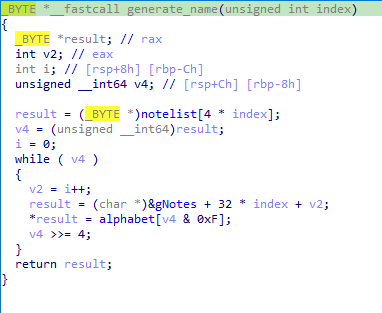 _BYTE *__fastcall generate_name(unsigned int index)
{
  _BYTE *result; // rax
  int v2; // eax
  int i; // [rsp+8h] [rbp-Ch]
  unsigned __int64 v4; // [rsp+Ch] [rbp-8h]

  result = (_BYTE *)notelist[4 * index];
  v4 = (unsigned __int64)result;
  i = 0;
  while ( v4 )
  {
    v2 = i++;
    result = (char *)&gNotes + 32 * index + v2;
    *result = alphabet[v4 & 0xF];
    v4 >>= 4;
  }
  return result;
}